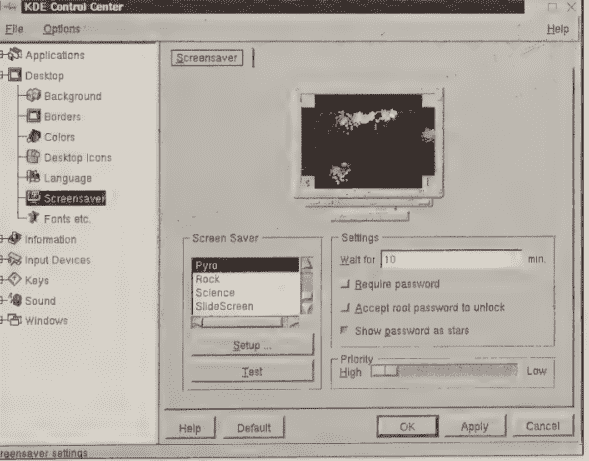 KDE Control Center
File Options Help
Applications
Desktop
Background
Borders
Colors
Desktop Icons
Language
Screensaver
Fonts etc.
Information
Input Devices
Keys
Sound
Windows
Screensaver
Screen Saver
Pyro
Rock
Science
SlideScreen
Setup ...
Test
Settings
Wait for 10 min.
Require password
Accept root password to unlock
Show password as stars
Priority
High Low
Help Default OK Apply Cancel
reensaver settings